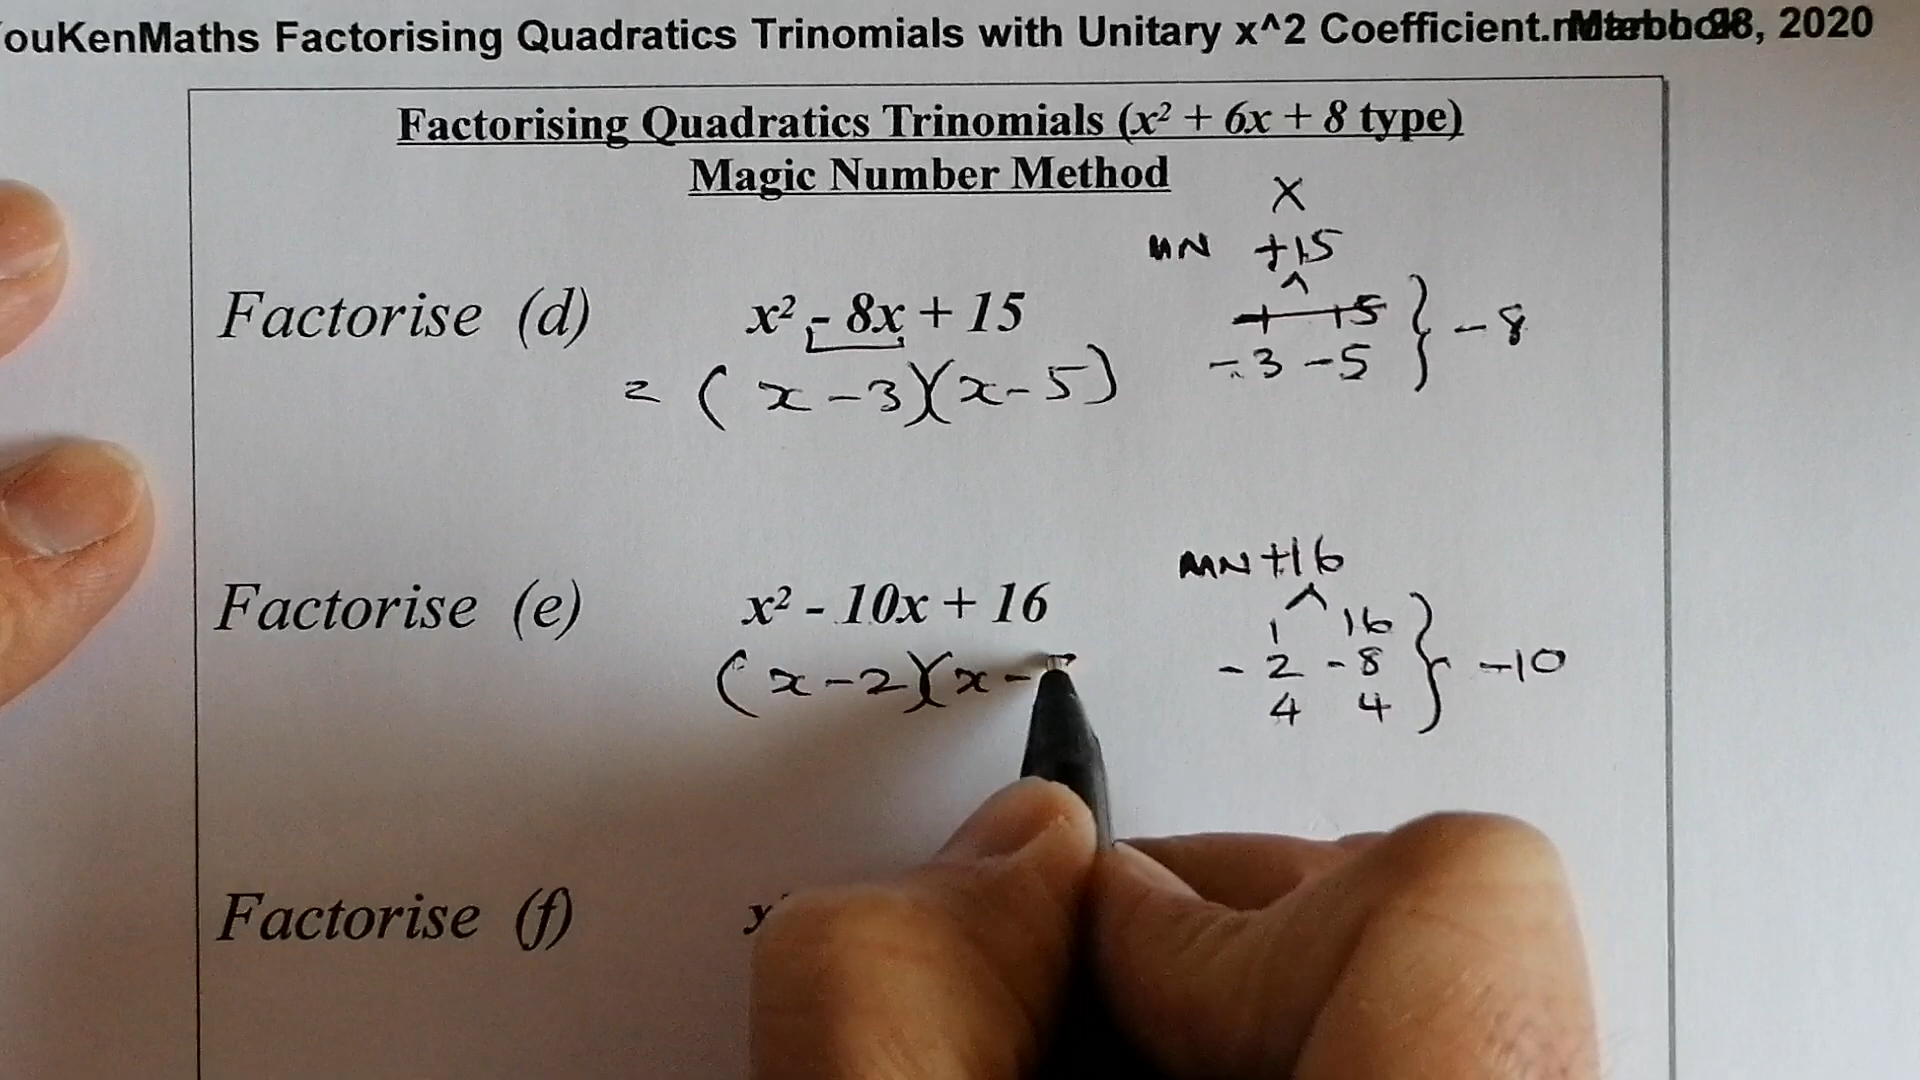 ouKenMaths Factorising Quadratics Trinomials with Unitary x^2 Coefficient. 2020
Factorising Quadratics Trinomials (x² + 6x + 8 type)
Magic Number Method
X
MN +15
Factorise (d) x² - 8x + 15
+ 15 } - 8
- 3 - 5
= ( x - 3)(x - 5)
MN +16
Factorise (e) x² - 10x + 16
1 16
- 2 - 8 } - 10
4 4
( x - 2)(x -
Factorise (f) y